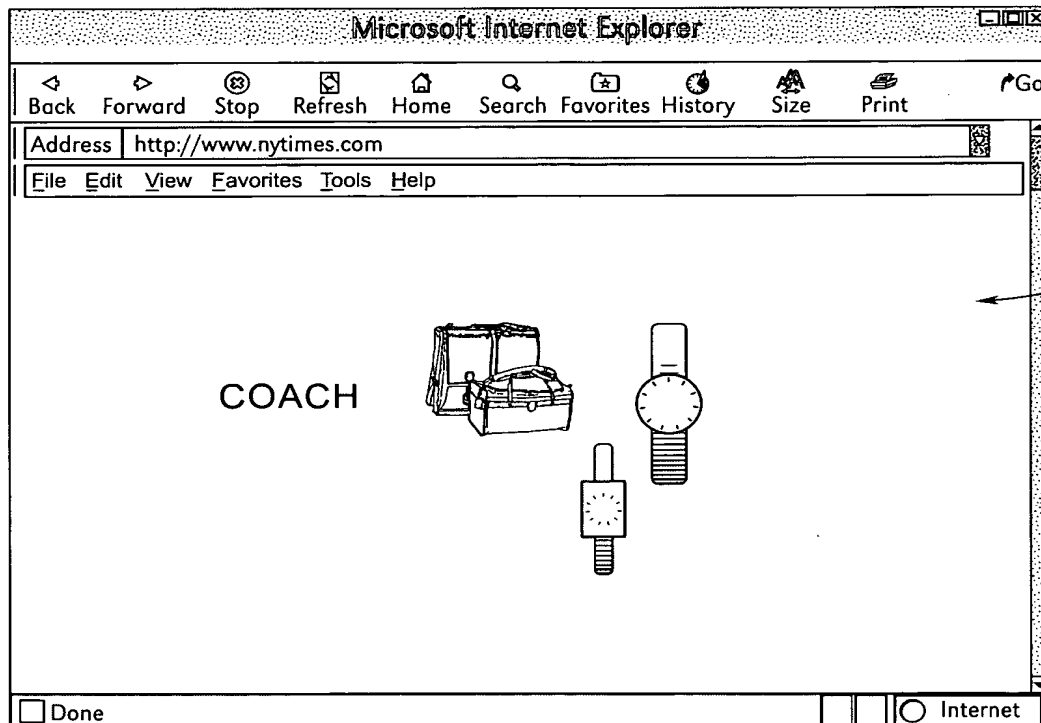 Microsoft Internet Explorer
Back Forward Stop Refresh Home Search Favorites History Size Print Go
Address http://www.nytimes.com
File Edit View Favorites Tools Help
COACH
Done Internet